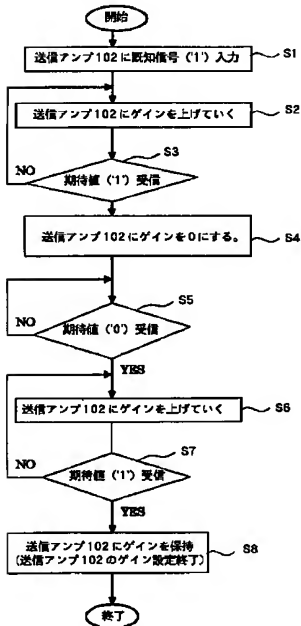 開始
送信アンプ102に既知信号('1')入力
S1
送信アンプ102にゲインを上げていく
S2
S3
NO
期待値('1')受信
送信アンプ102にゲインを0にする。
S4
S5
NO
期待値('0')受信
YES
送信アンプ102にゲインを上げていく
S6
S7
NO
期待値('1')受信
YES
送信アンプ102にゲインを保持
(送信アンプ102のゲイン設定終了)
S8
終了